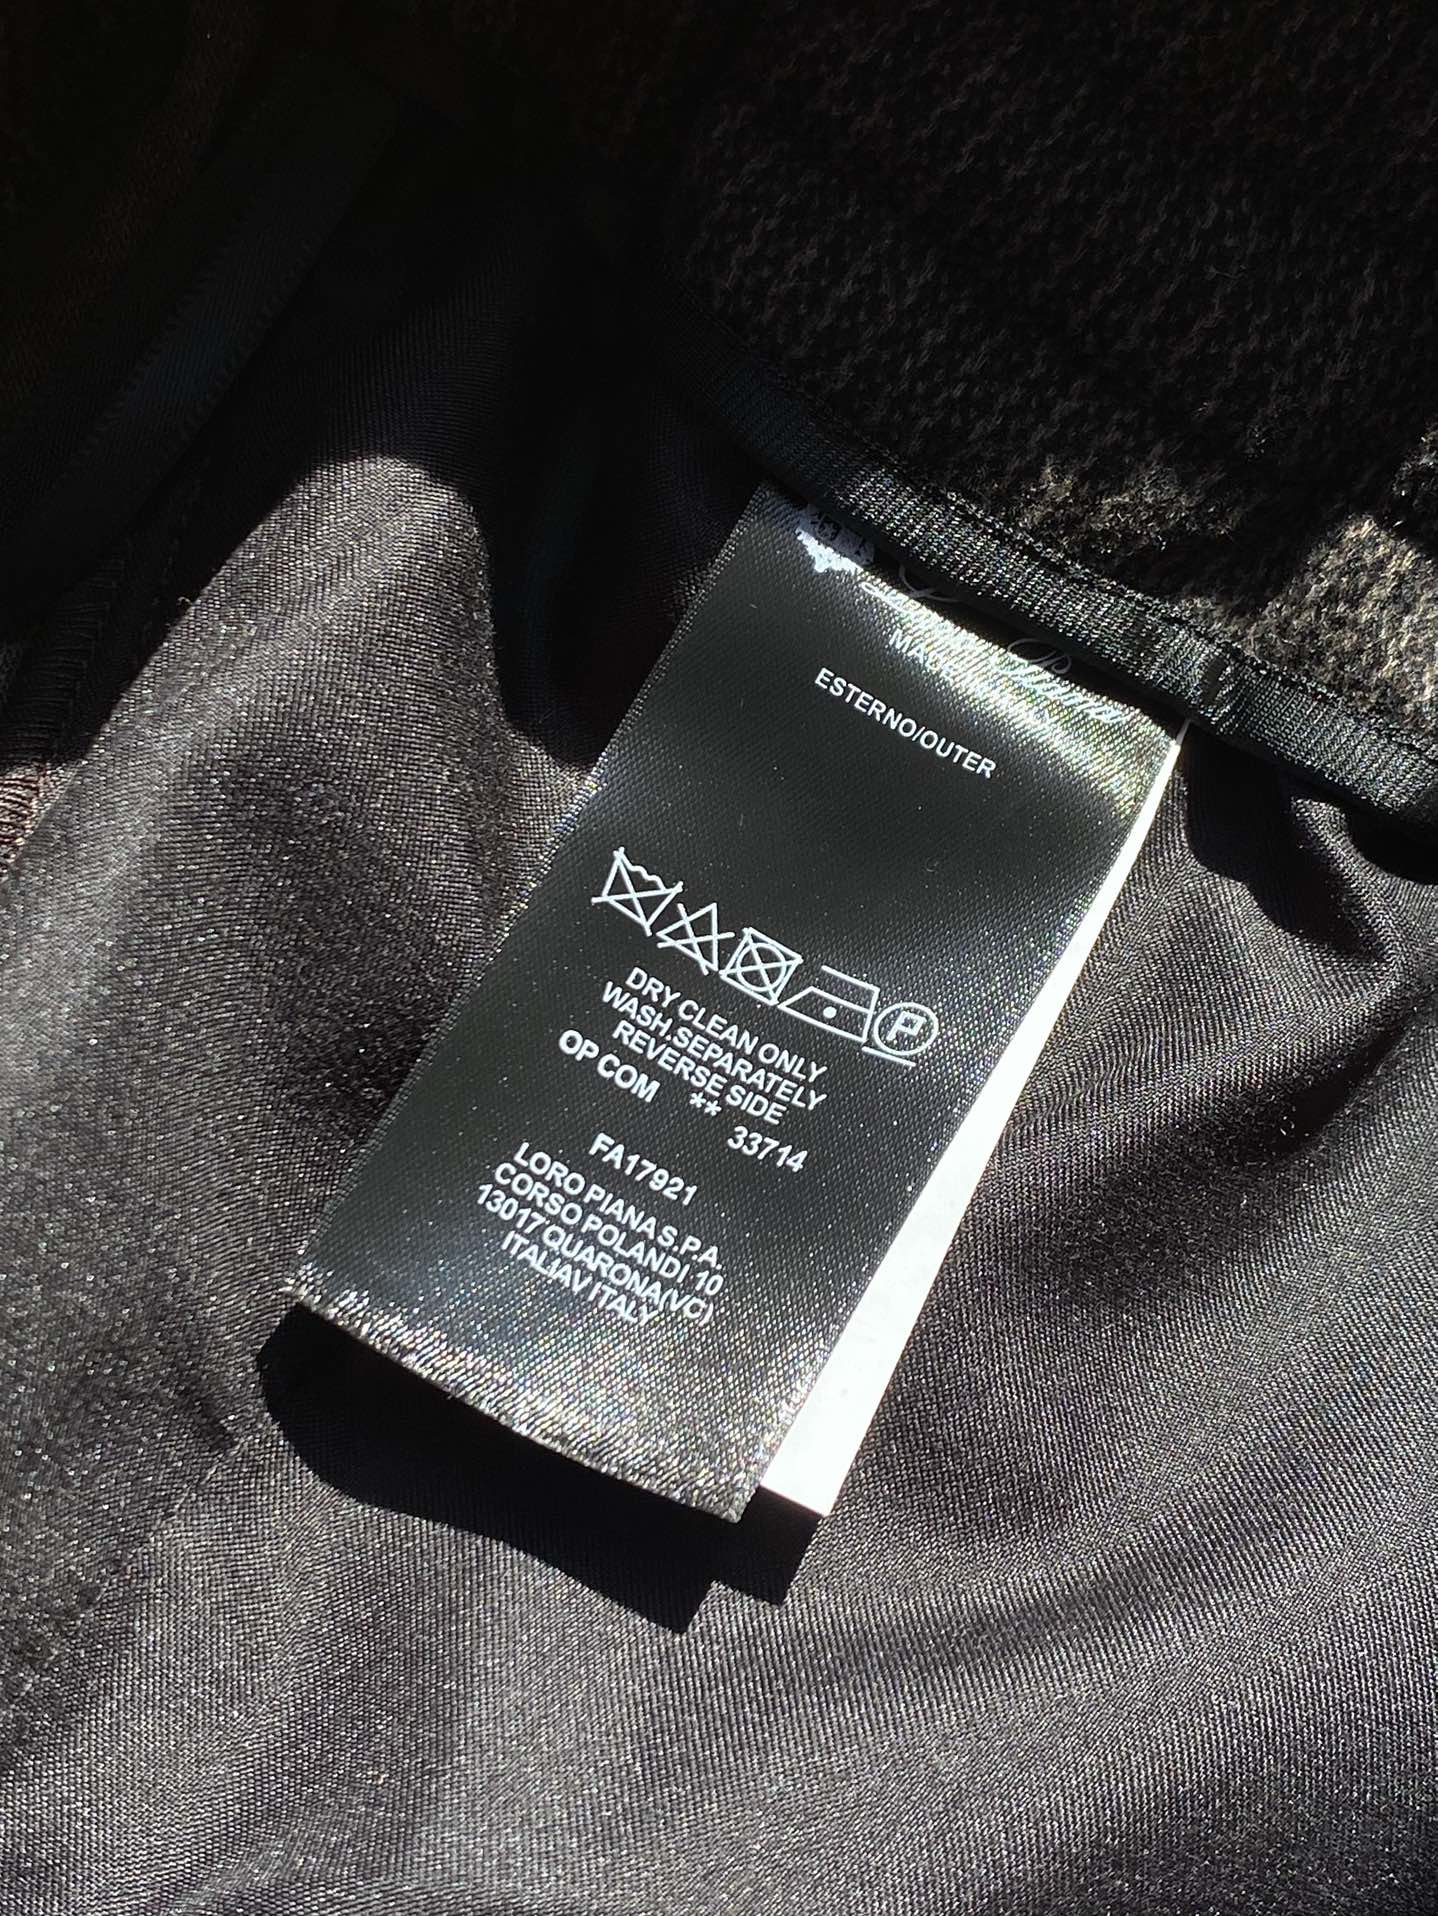 ESTERNO/OUTER
P
DRY CLEAN ONLY
WASH SEPARATELY
REVERSE SIDE
OP COM ** 33714
FA17921
LORO PIANA S.P.A.
CORSO POLANDI 10
13017 QUARONA(VC)
ITALIAV ITALY